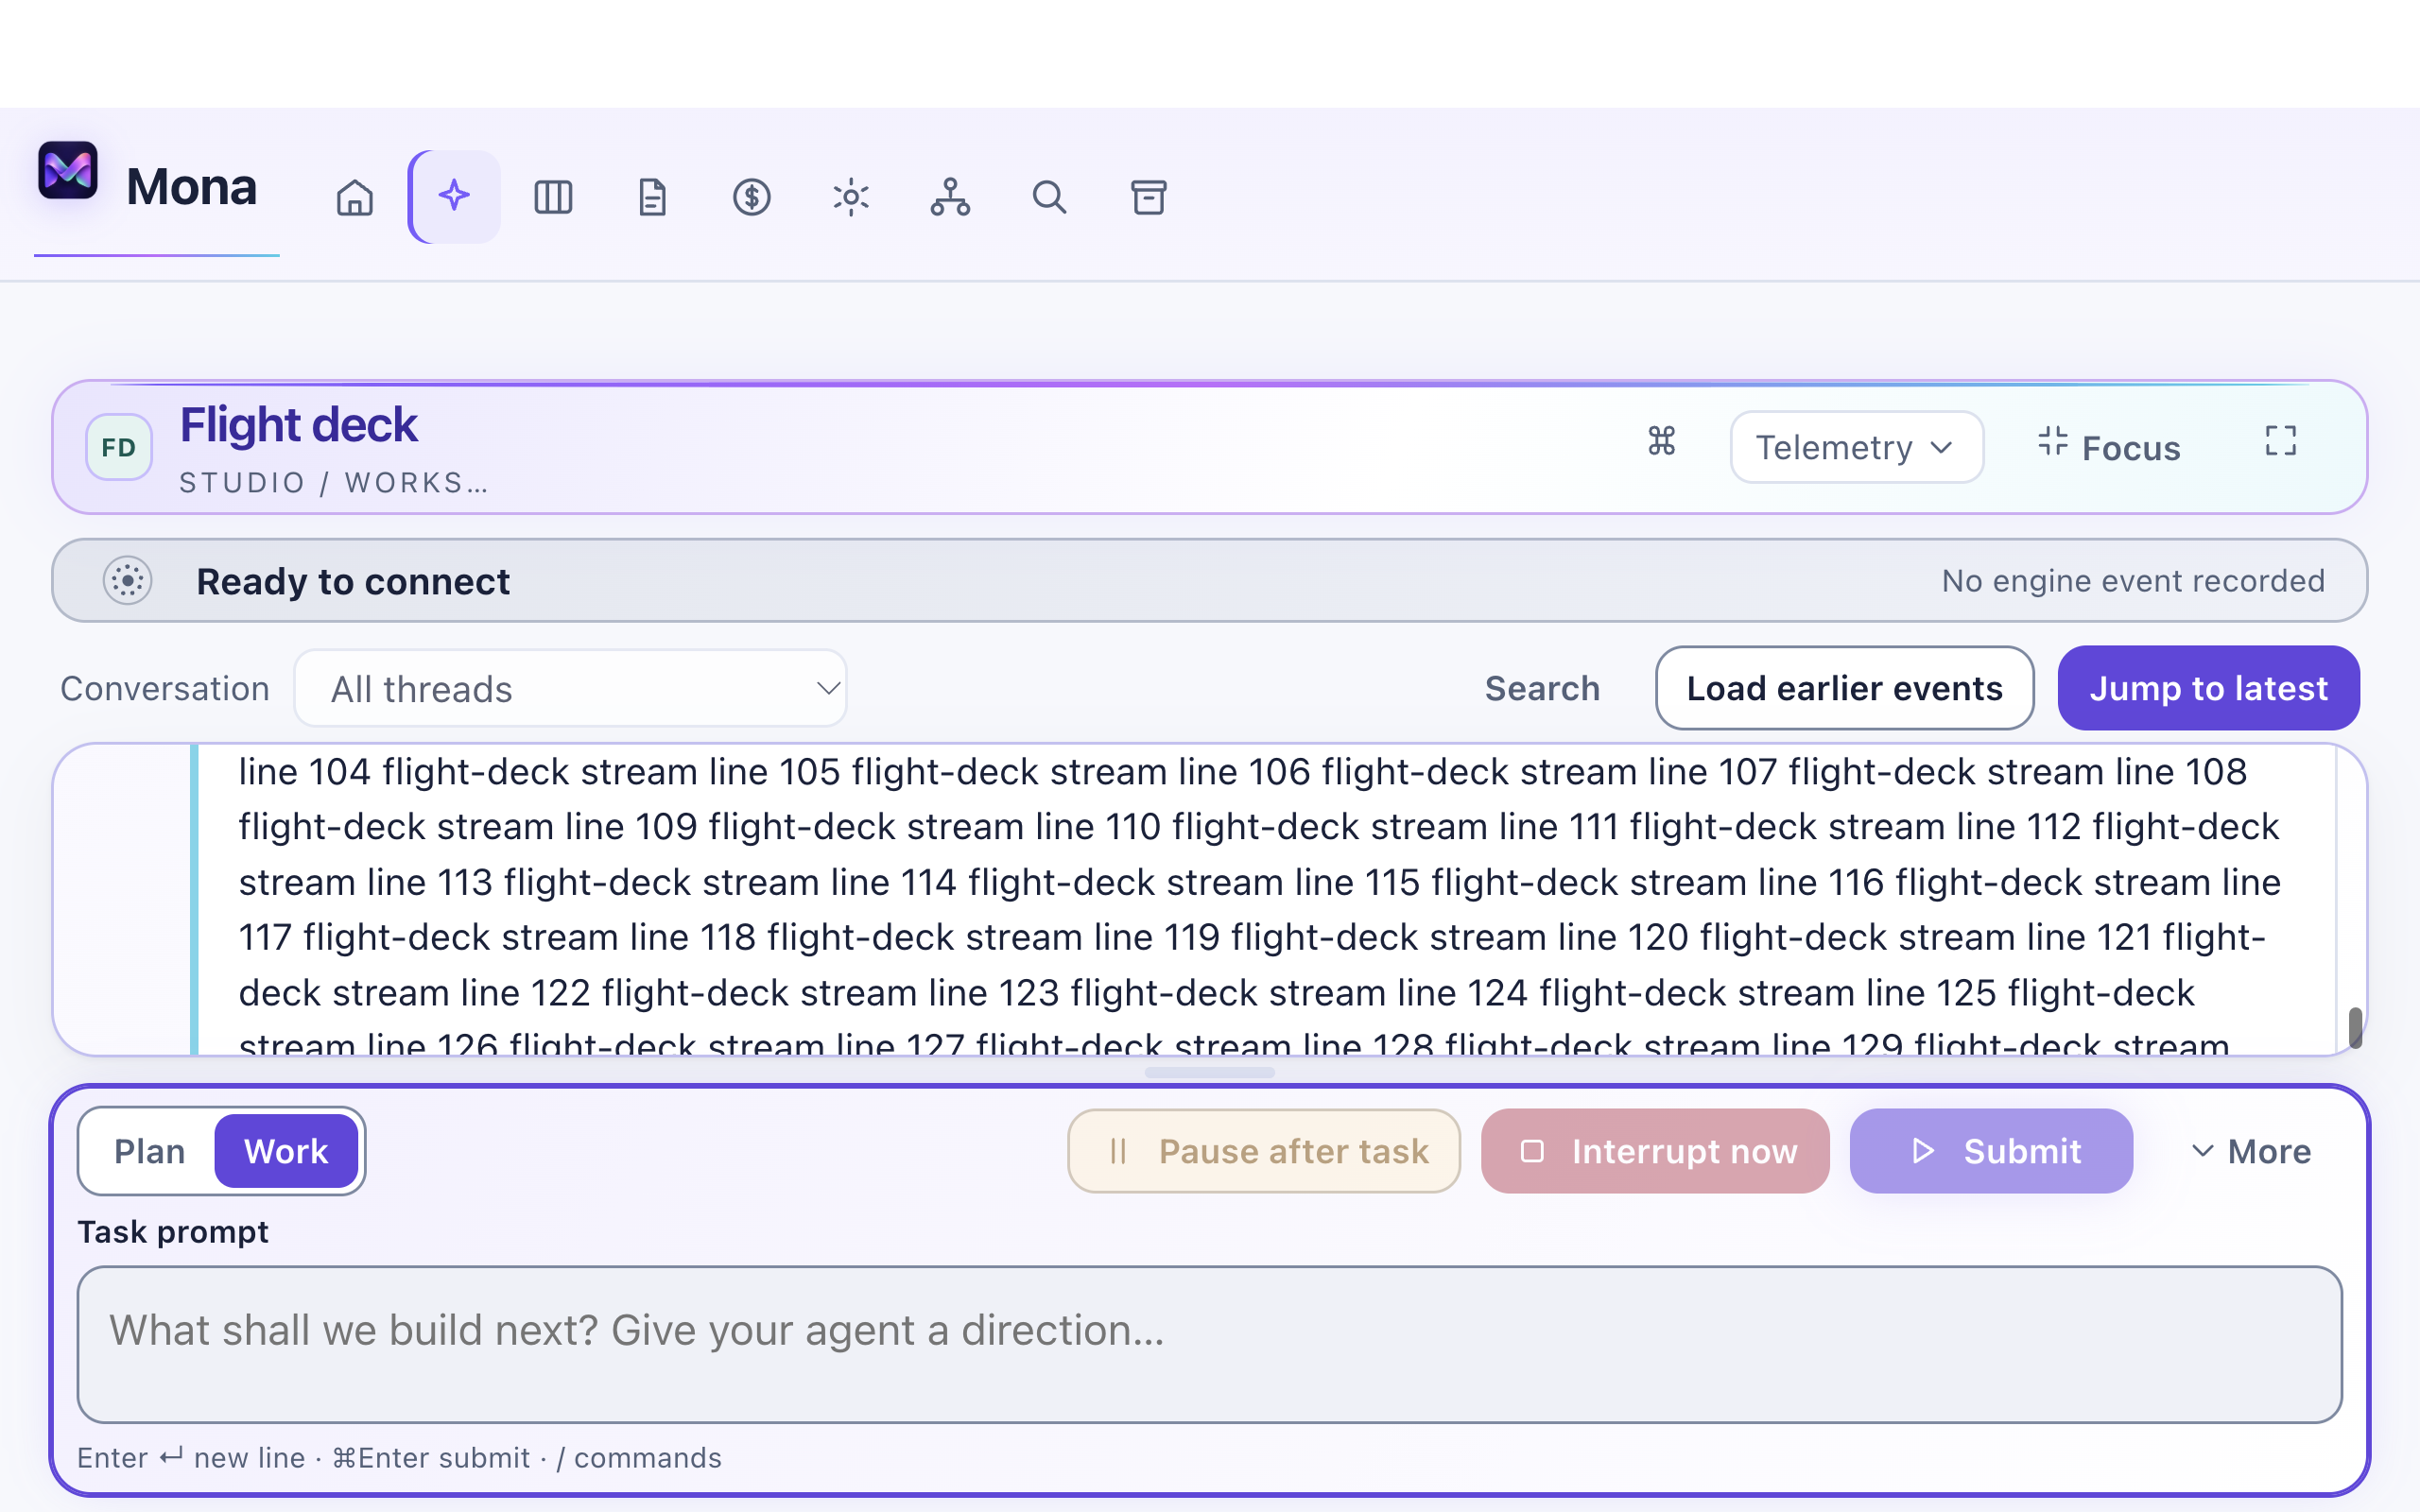 Mona
FD
Flight deck
STUDIO / WORKS...
⌘
Telemetry
Focus
Ready to connect
No engine event recorded
Conversation
All threads
Search
Load earlier events
Jump to latest
line 104 flight-deck stream line 105 flight-deck stream line 106 flight-deck stream line 107 flight-deck stream line 108
flight-deck stream line 109 flight-deck stream line 110 flight-deck stream line 111 flight-deck stream line 112 flight-deck
stream line 113 flight-deck stream line 114 flight-deck stream line 115 flight-deck stream line 116 flight-deck stream line
117 flight-deck stream line 118 flight-deck stream line 119 flight-deck stream line 120 flight-deck stream line 121 flight-
deck stream line 122 flight-deck stream line 123 flight-deck stream line 124 flight-deck stream line 125 flight-deck
stream line 126 flight-deck stream line 127 flight-deck stream line 128 flight-deck stream line 129 flight-deck stream
Plan
Work
Pause after task
Interrupt now
Submit
More
Task prompt
What shall we build next? Give your agent a direction...
Enter ↵ new line · ⌘Enter submit · / commands